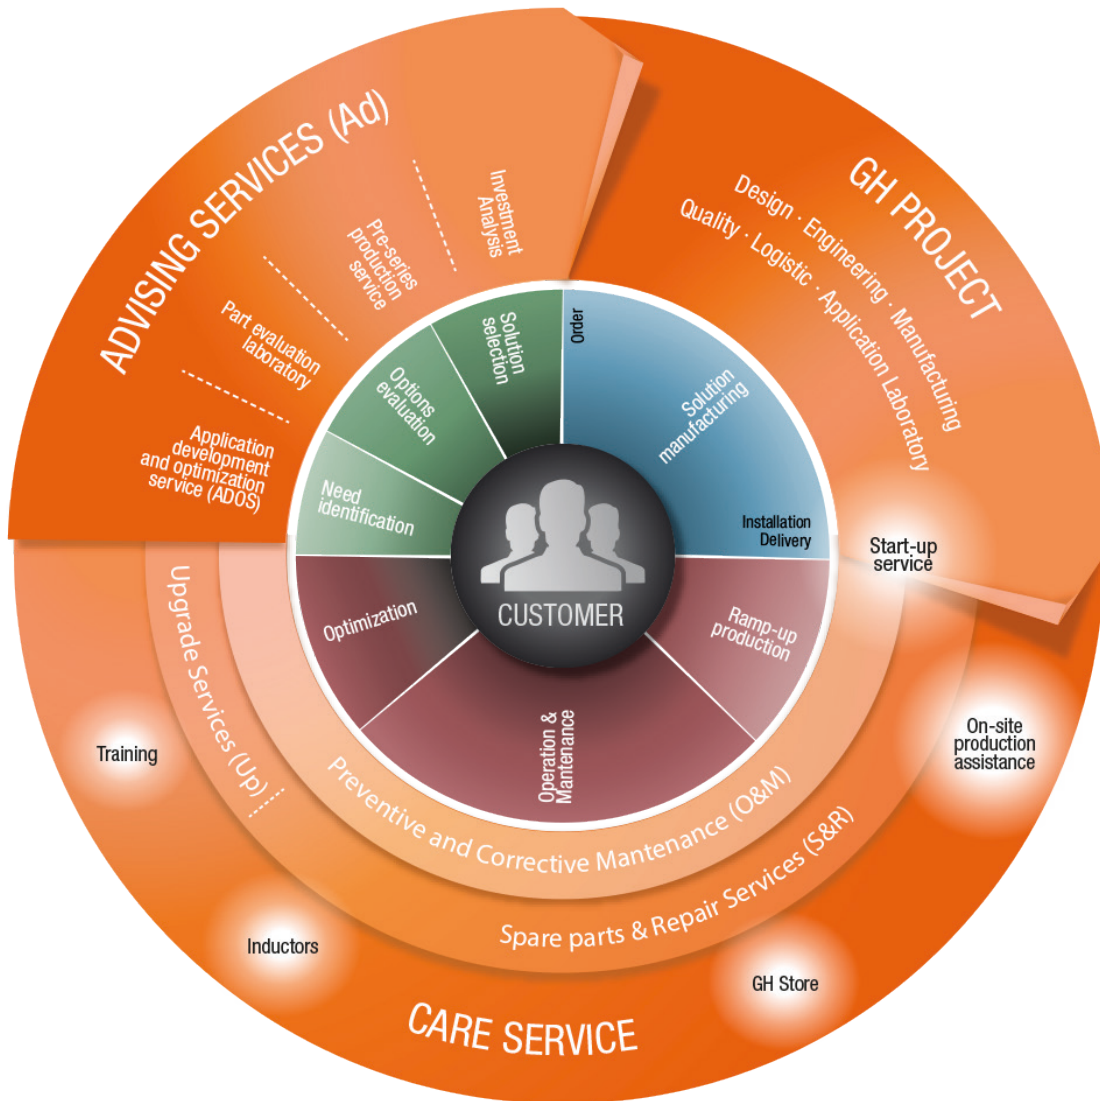 ADVISING SERVICES (Ad)
Investment
Analysis
Pre-series
production
service
Part evaluation
laboratory
Application
development
and optimization
service (ADOS)
GH PROJECT
Design · Engineering · Manufacturing
Quality · Logistic · Application Laboratory
Start-up
service
Solution
selection
Options
evaluation
Need
identification
Order
Solution
manufacturing
Installation
Delivery
CUSTOMER
Optimization
Operation &
Mantenance
Ramp-up
production
Upgrade Services (Up)
Preventive and Corrective Mantenance (O&M)
Spare parts & Repair Services (S&R)
On-site
production
assistance
Training
Inductors
GH Store
CARE SERVICE